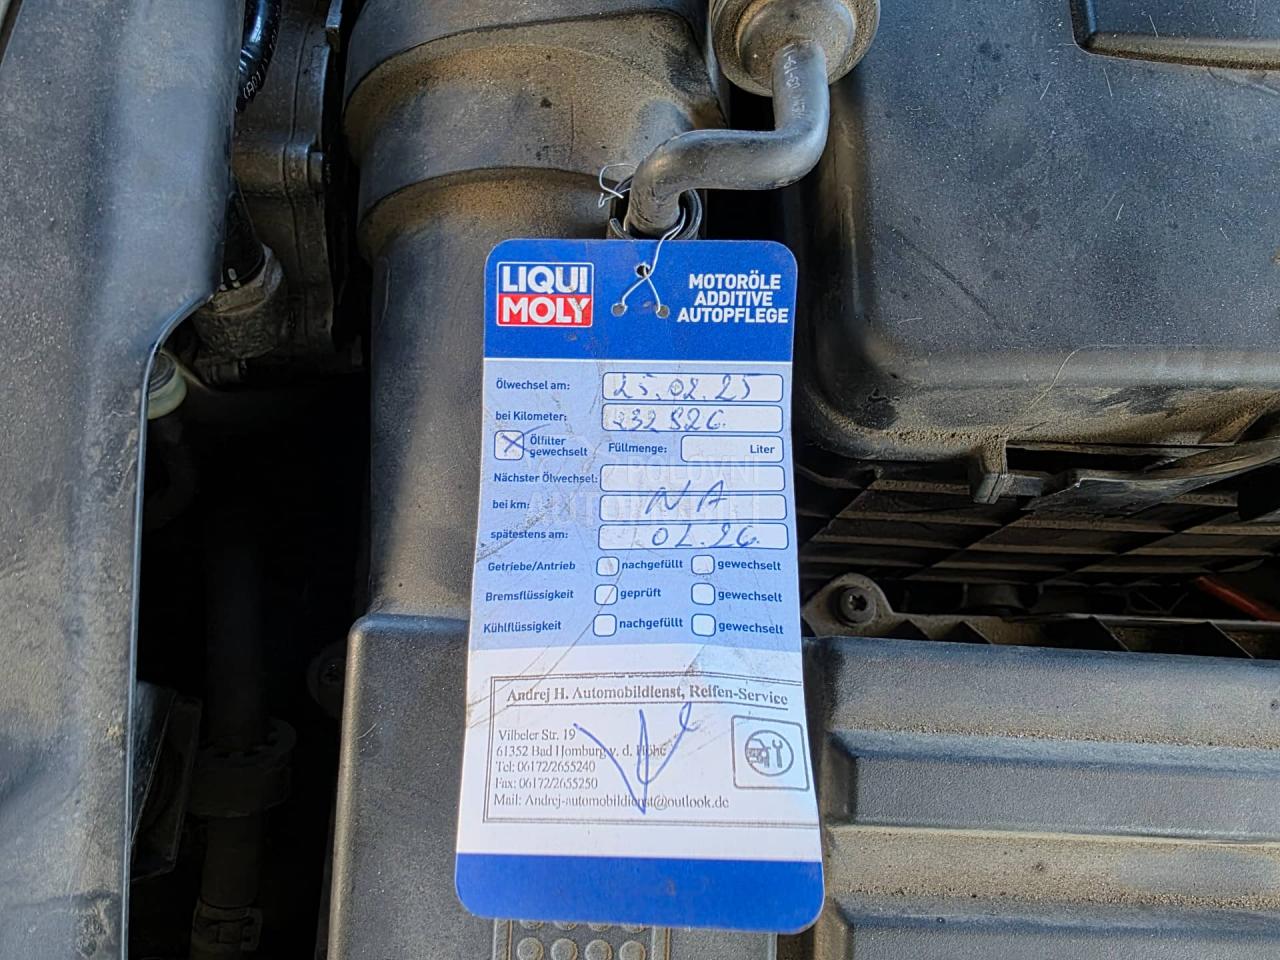 LIQUI
MOLY
MOTORÖLE
ADDITIVE
AUTOPFLEGE
Ölwechsel am: 25.02.25
bei Kilometer: 232826
Ölfilter gewechselt
Füllmenge: Liter
Nächster Ölwechsel:
bei km: NA
spätestens am: 02.26.
Getriebe/Antrieb nachgefüllt gewechselt
Bremsflüssigkeit geprüft gewechselt
Kühlflüssigkeit nachgefüllt gewechselt
Andrej H. Automobildienst, Reifen-Service
Vilbeler Str. 19
61352 Bad Homburg v. d. Höhe
Tel: 06172/2655240
Fax: 06172/2655250
Mail: Andrej-automobildienst@outlook.de
POLOVNI